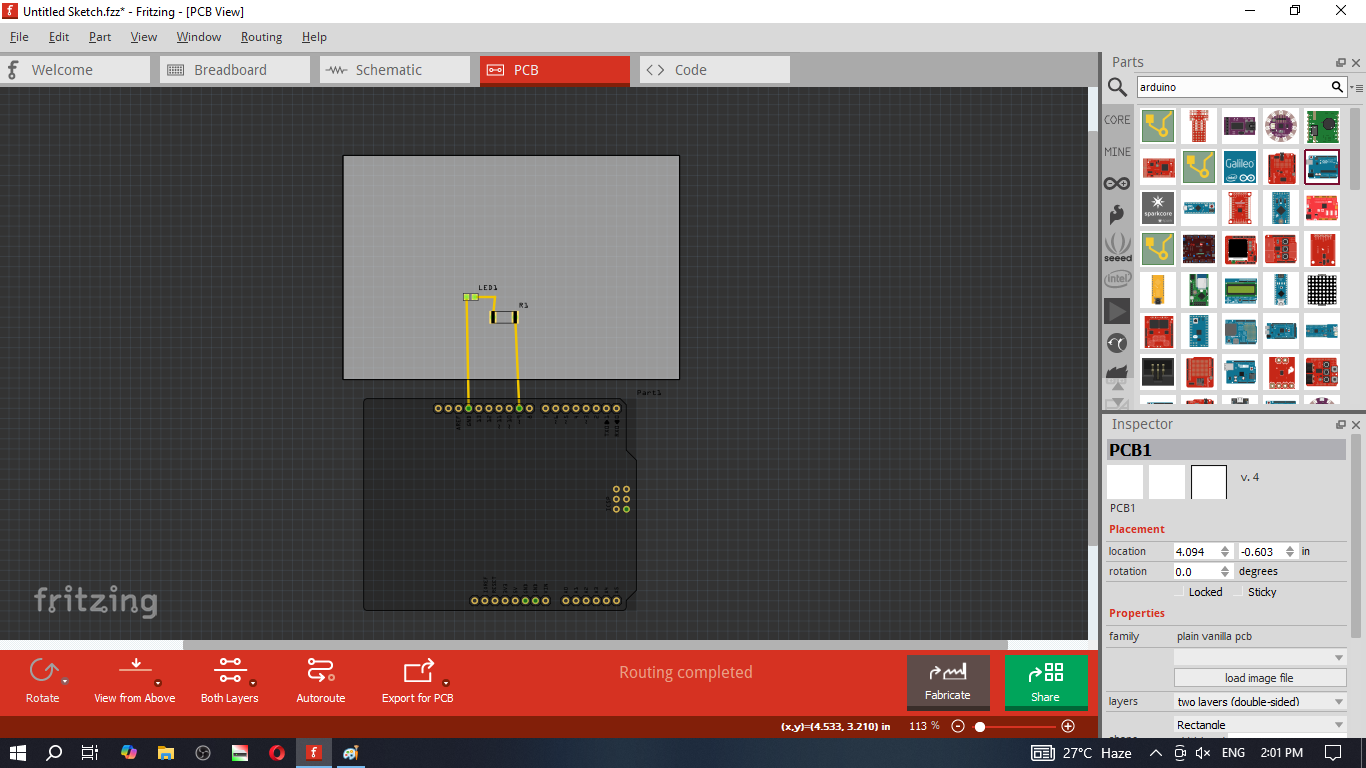 Untitled Sketch.fzz* - Fritzing - [PCB View]
File Edit Part View Window Routing Help
Welcome Breadboard Schematic PCB Code
Parts
arduino
CORE
MINE
Galileo
sparkcore
seeed
intel
LED1
R1
Part1
fritzing
Inspector
PCB1
v. 4
PCB1
Placement
location 4.094 -0.603 in
rotation 0.0 degrees
Locked Sticky
Properties
family plain vanilla pcb
load image file
layers two layers (double-sided)
Rectangle
Rotate View from Above Both Layers Autoroute Export for PCB
Routing completed
Fabricate Share
(x,y)=(4.533, 3.210) in 113 %
27°C Haze ENG 2:01 PM